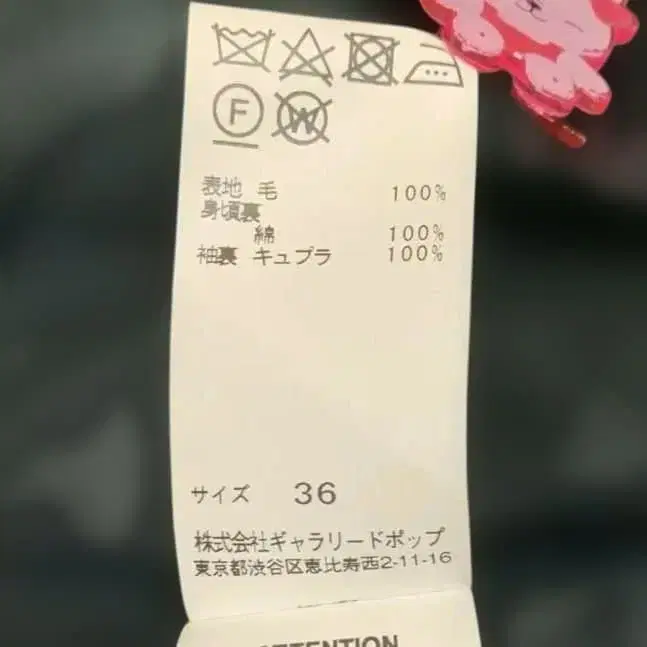 F W
表地 毛 100%
身頃裏
綿 100%
袖裏 キュプラ 100%
サイズ 36
株式会社ギャラリードポップ
東京都渋谷区恵比寿西2-11-16
ATTENTION